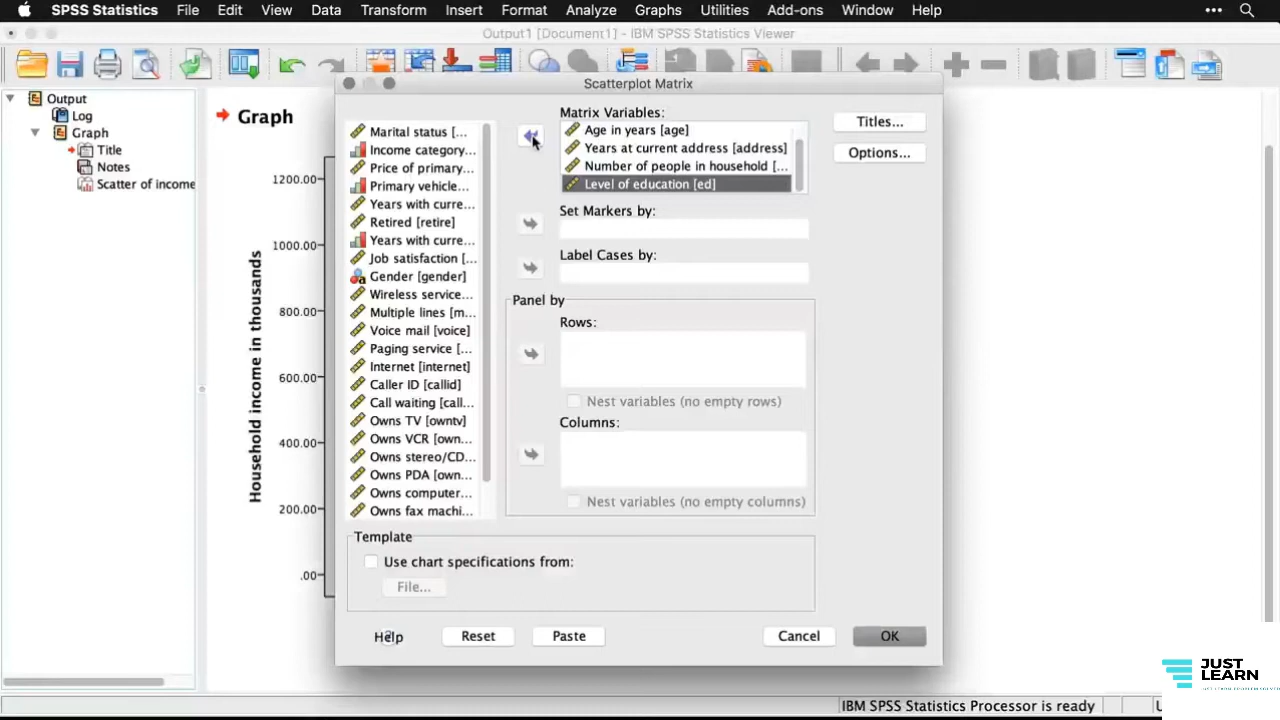 SPSS Statistics File Edit View Data Transform Insert Format Analyze Graphs Utilities Add-ons Window Help
Output1 [Document1] - IBM SPSS Statistics Viewer
Output
Log
Graph
Title
Notes
Scatter of income
Graph
1200.00
1000.00
800.00
600.00
400.00
200.00
.00
Household income in thousands
Scatterplot Matrix
Marital status [...
Income category...
Price of primary...
Primary vehicle...
Years with curre...
Retired [retire]
Years with curre...
Job satisfaction [...
Gender [gender]
Wireless service...
Multiple lines [m...
Voice mail [voice]
Paging service [...
Internet [internet]
Caller ID [callid]
Call waiting [call...
Owns TV [owntv]
Owns VCR [own...
Owns stereo/CD...
Owns PDA [own...
Owns computer...
Owns fax machi...
Matrix Variables:
Age in years [age]
Years at current address [address]
Number of people in household [...
Level of education [ed]
Set Markers by:
Label Cases by:
Panel by
Rows:
Nest variables (no empty rows)
Columns:
Nest variables (no empty columns)
Titles...
Options...
Template
Use chart specifications from:
File...
Help
Reset
Paste
Cancel
OK
IBM SPSS Statistics Processor is ready
JUST
LEARN